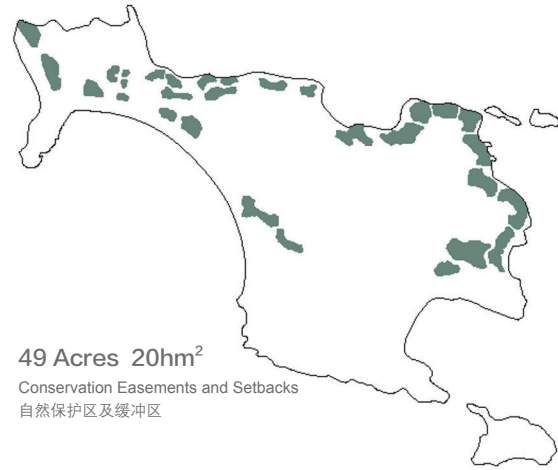 49 Acres 20hm²
Conservation Easements and Setbacks
自然保护区及缓冲区